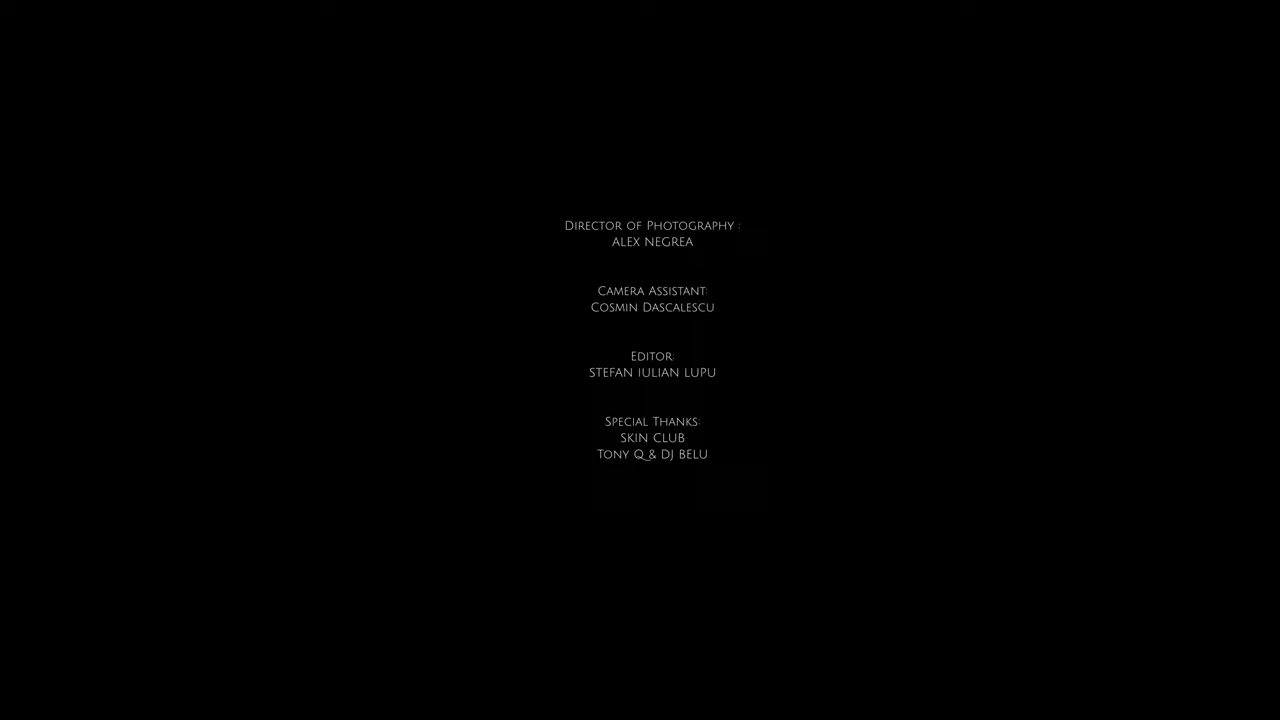 Director of Photography :
ALEX NEGREA
Camera Assistant:
Cosmin Dascalescu
Editor:
STEFAN IULIAN LUPU
Special Thanks:
SKIN CLUB
Tony Q & DJ BELU